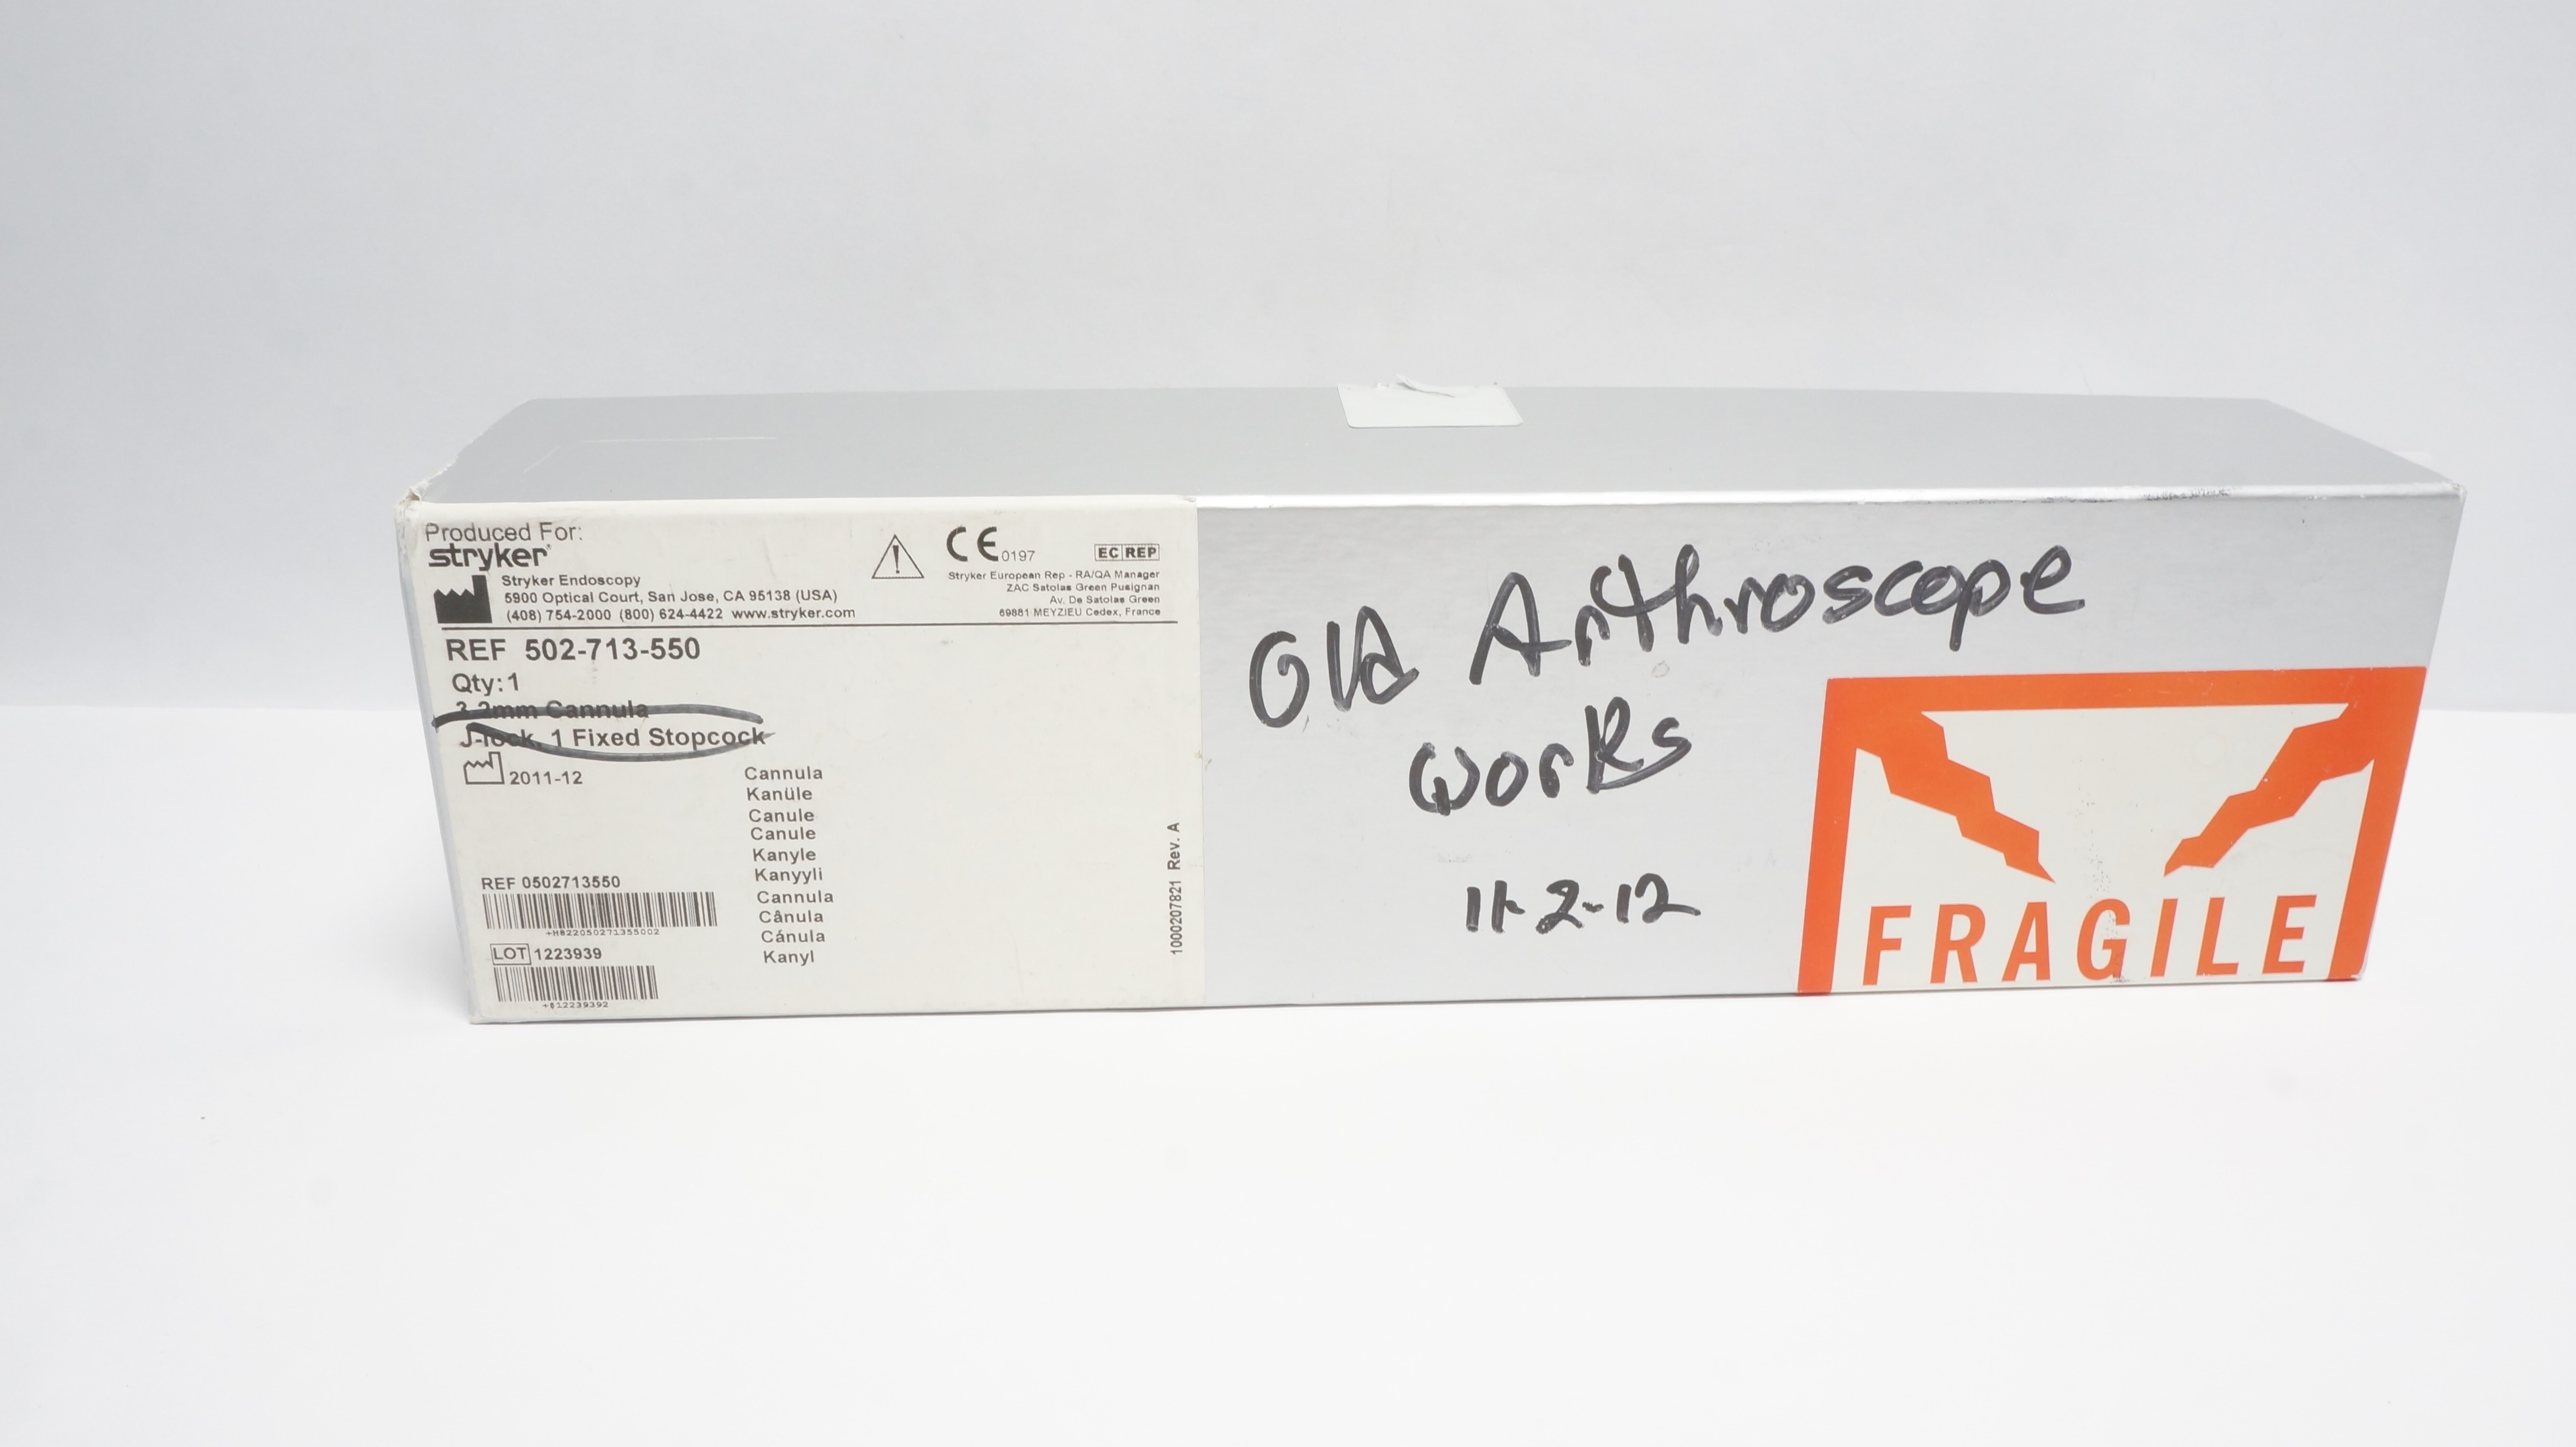 Produced For:
stryker
Stryker Endoscopy
5900 Optical Court, San Jose, CA 95138 (USA)
(408) 754-2000 (800) 624-4422 www.stryker.com
CE 0197
EC REP
Stryker European Rep - RA/QA Manager
ZAC Satolas Green Pusignan
Av. De Satolas Green
69881 MEYZIEU Cedex, France
REF 502-713-550
Qty:1
3.2mm Cannula
J-lock, 1 Fixed Stopcock
2011-12
Cannula
Kanüle
Canule
Canule
Kanyle
Kanyyli
Cannula
Cânula
Cánula
Kanyl
REF 0502713550
+H822050271355002
LOT 1223939
+$12239392
1000207821 Rev. A
Old Arthroscope
works
11-2-12
FRAGILE